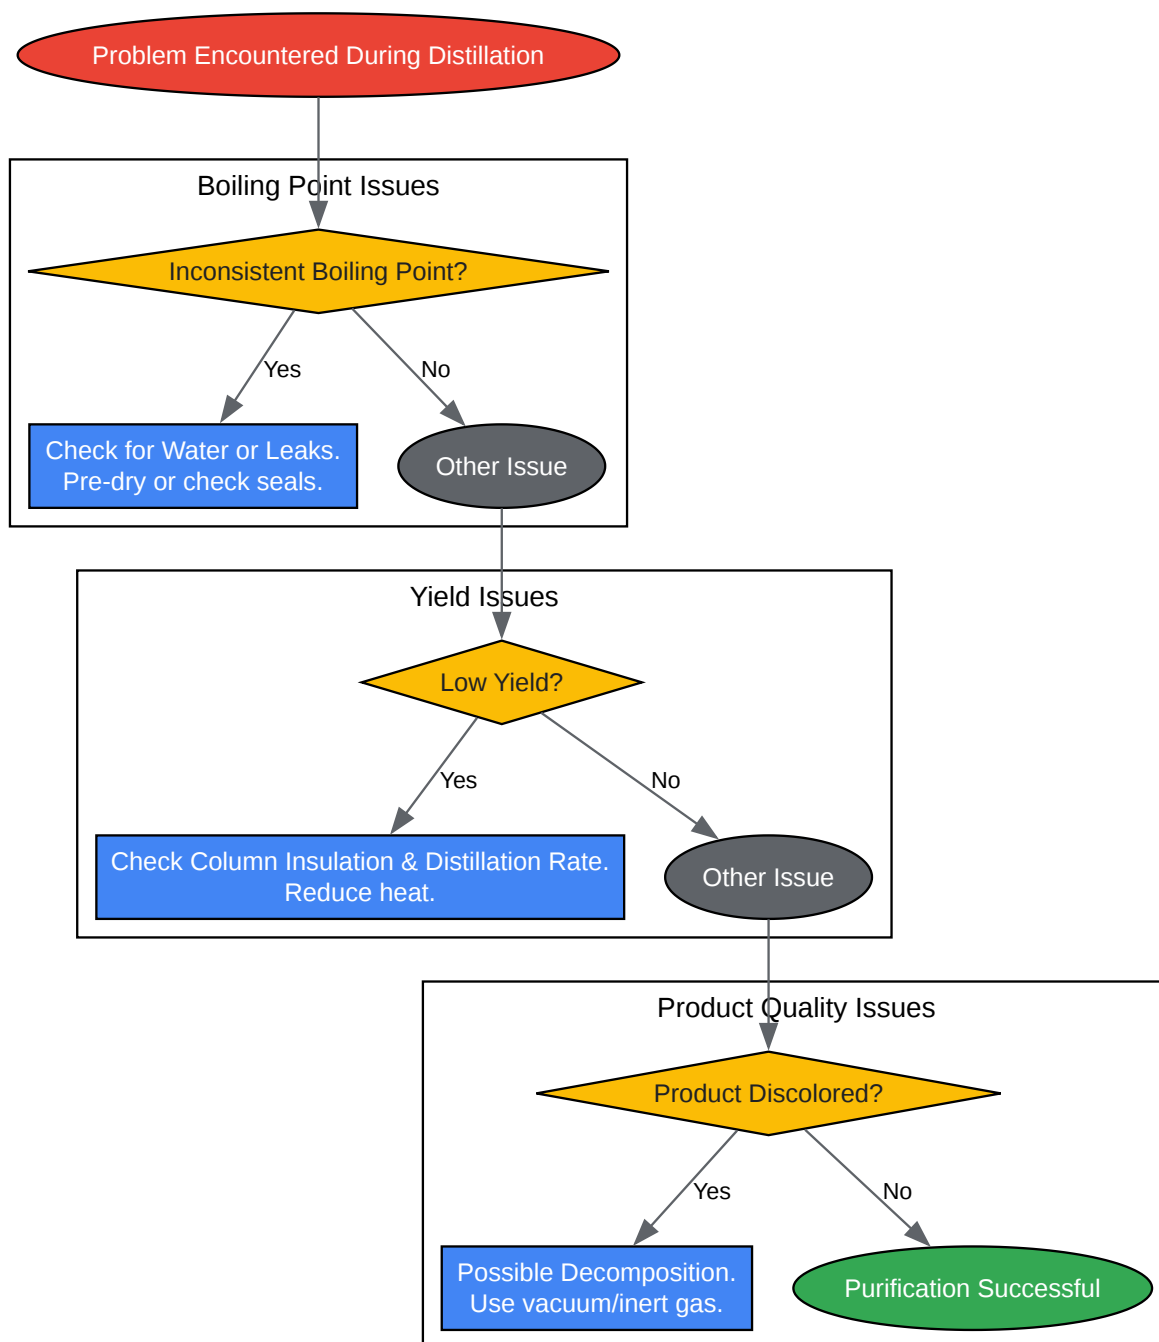 Problem Encountered During Distillation
Boiling Point Issues
Inconsistent Boiling Point?
Yes
No
Check for Water or Leaks.
Pre-dry or check seals.
Other Issue
Yield Issues
Low Yield?
Yes
No
Check Column Insulation & Distillation Rate.
Reduce heat.
Other Issue
Product Quality Issues
Product Discolored?
Yes
No
Possible Decomposition.
Use vacuum/inert gas.
Purification Successful